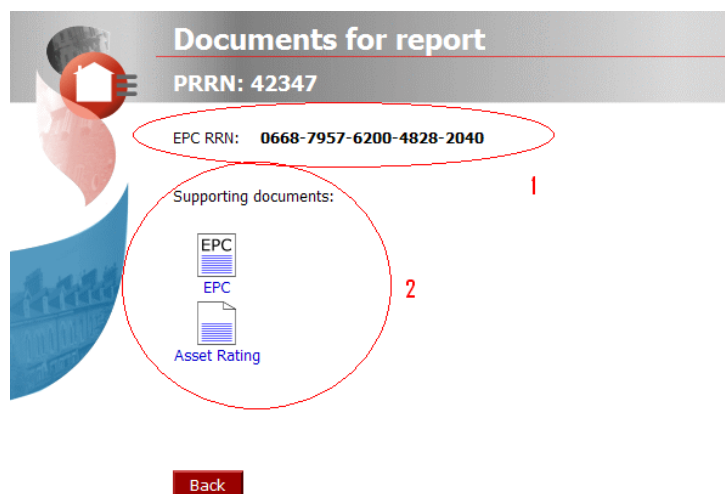 Documents for report
PRRN: 42347
EPC RRN: 0668-7957-6200-4828-2040
1
Supporting documents:
EPC
EPC
2
Asset Rating
Back